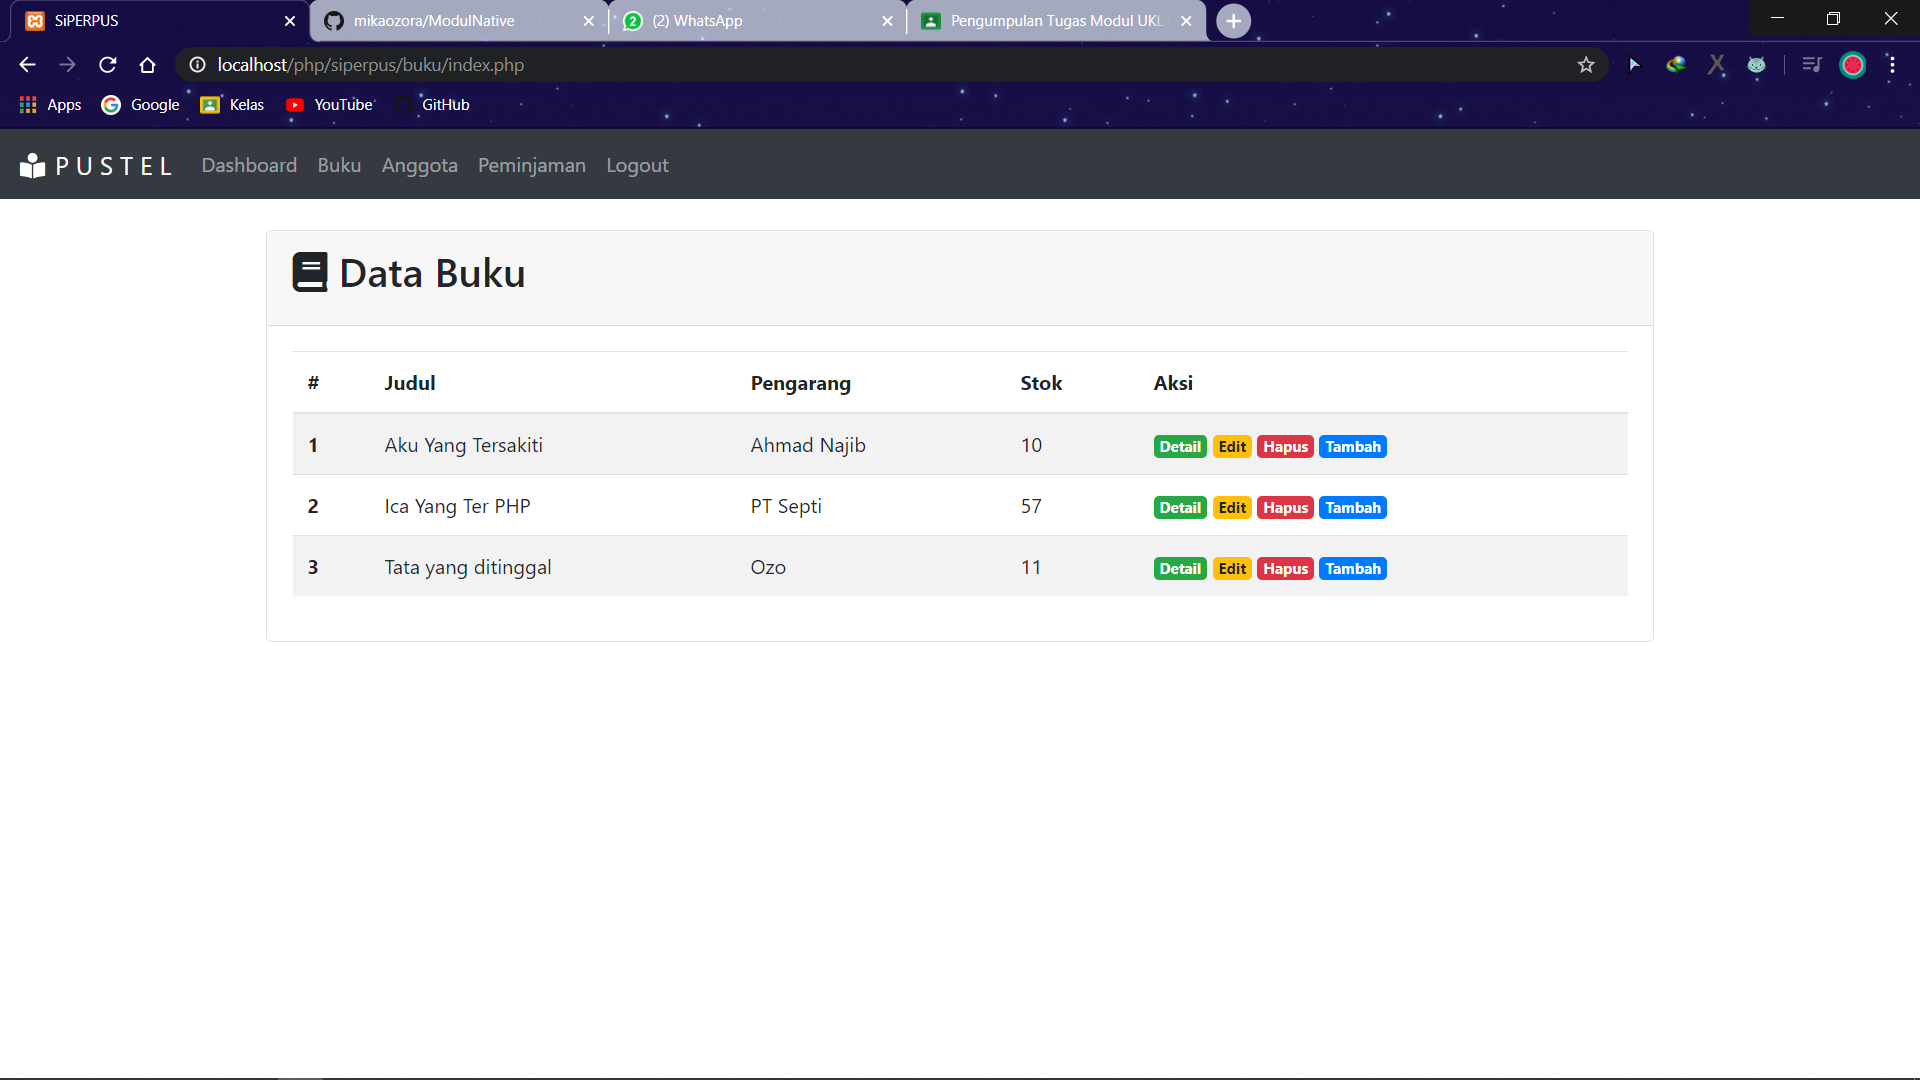 SiPERPUS
mikaozora/ModulNative
(2) WhatsApp
Pengumpulan Tugas Modul UKL
localhost/php/siperpus/buku/index.php
Apps Google Kelas YouTube GitHub
PUSTEL Dashboard Buku Anggota Peminjaman Logout
Data Buku
# Judul Pengarang Stok Aksi
1 Aku Yang Tersakiti Ahmad Najib 10 Detail Edit Hapus Tambah
2 Ica Yang Ter PHP PT Septi 57 Detail Edit Hapus Tambah
3 Tata yang ditinggal Ozo 11 Detail Edit Hapus Tambah